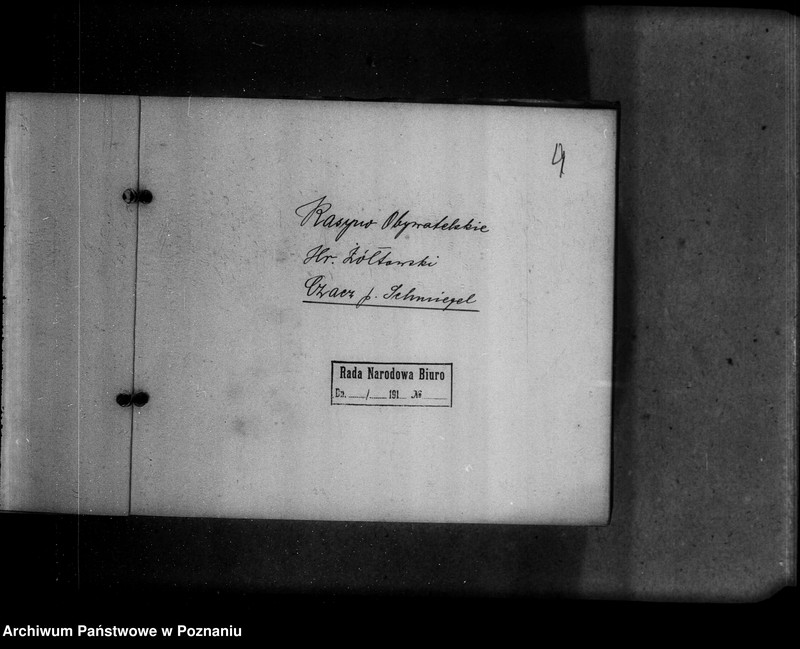 4
Kasyno Obywatelskie
Hr. Żółtowski
Czacz p. Schmiegel
Rada Narodowa Biuro
Dn. / 191 №
Archiwum Państwowe w Poznaniu